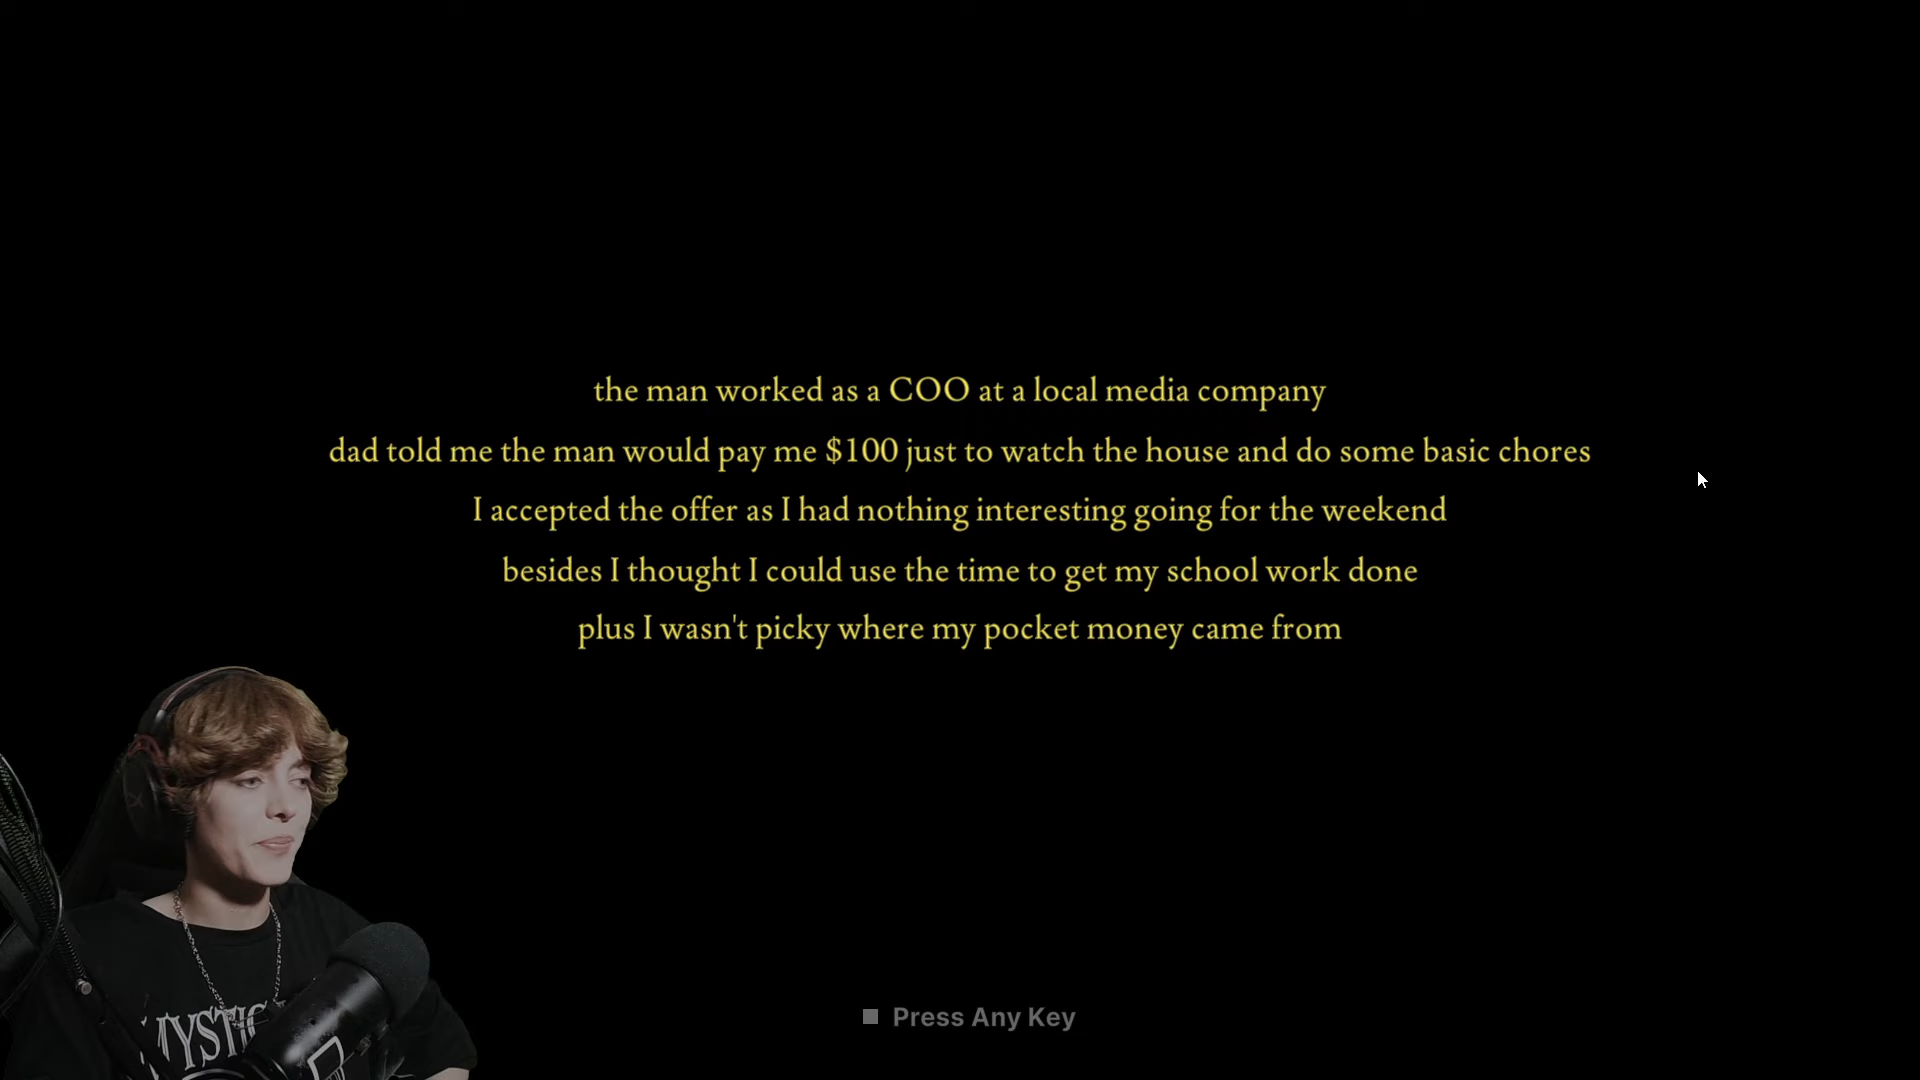 the man worked as a COO at a local media company
dad told me the man would pay me $100 just to watch the house and do some basic chores
I accepted the offer as I had nothing interesting going for the weekend
besides I thought I could use the time to get my school work done
plus I wasn't picky where my pocket money came from
Press Any Key